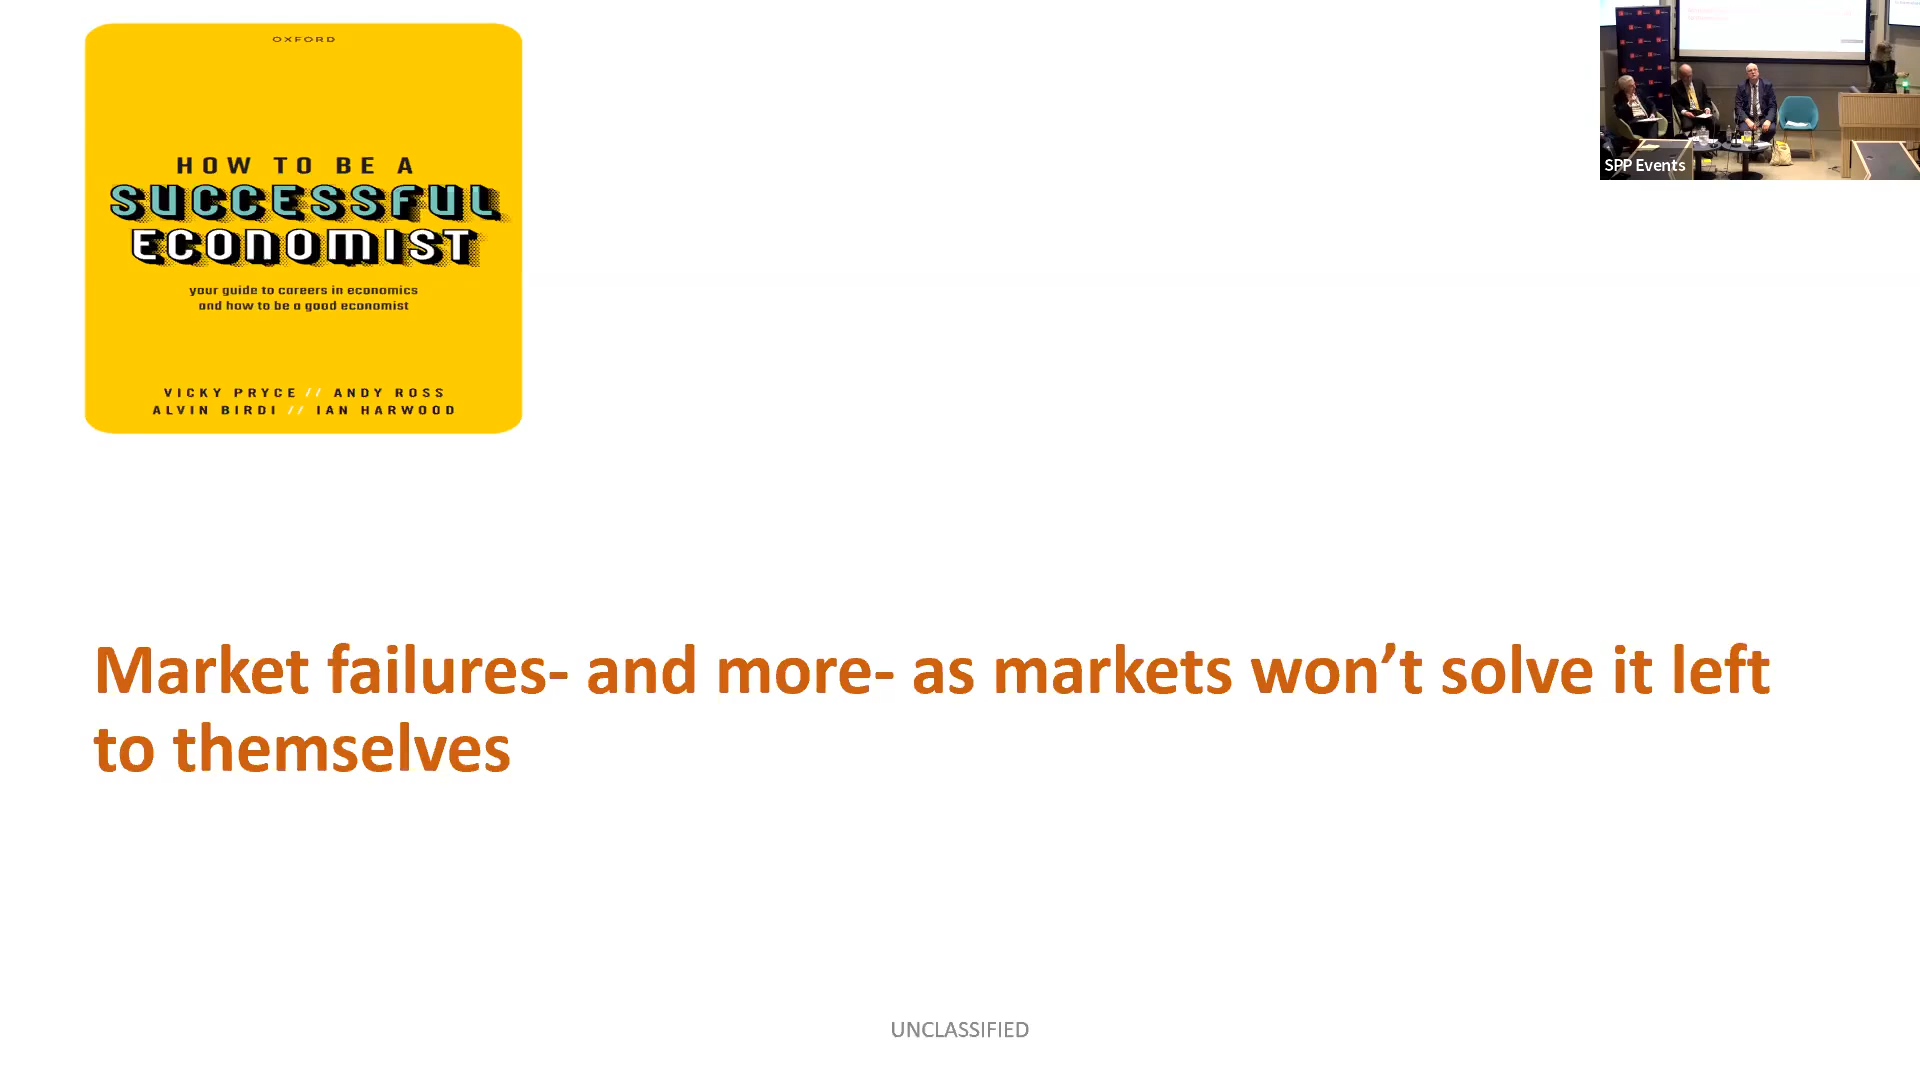 OXFORD
HOW TO BE A
SUCCESSFUL
ECONOMIST
your guide to careers in economics
and how to be a good economist
VICKY PRYCE // ANDY ROSS
ALVIN BIRDI // IAN HARWOOD
SPP Events
Market failures- and more- as markets won’t solve it left
to themselves
UNCLASSIFIED